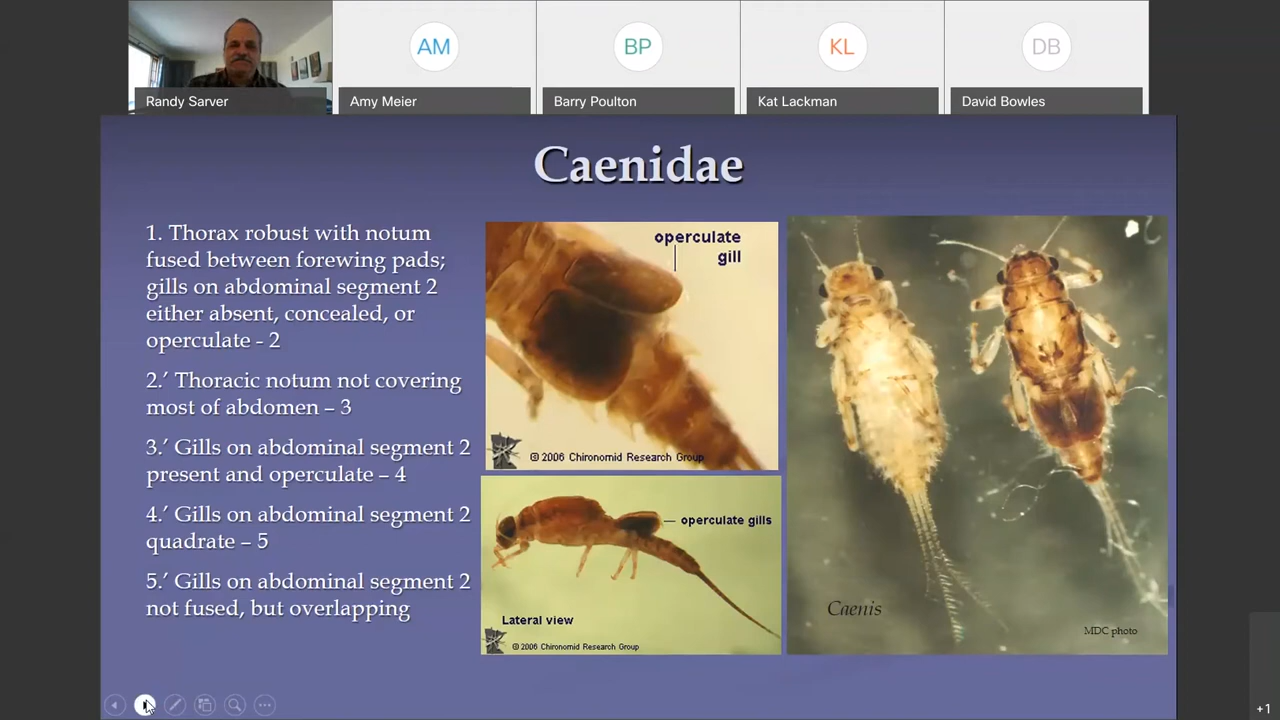 AM
BP
KL
DB
Randy Sarver
Amy Meier
Barry Poulton
Kat Lackman
David Bowles
Caenidae
1. Thorax robust with notum
fused between forewing pads;
gills on abdominal segment 2
either absent, concealed, or
operculate - 2
2.′ Thoracic notum not covering
most of abdomen – 3
3.′ Gills on abdominal segment 2
present and operculate – 4
4.′ Gills on abdominal segment 2
quadrate – 5
5.′ Gills on abdominal segment 2
not fused, but overlapping
operculate
gill
© 2006 Chironomid Research Group
operculate gills
Lateral view
© 2006 Chironomid Research Group
Caenis
MDC photo
+1